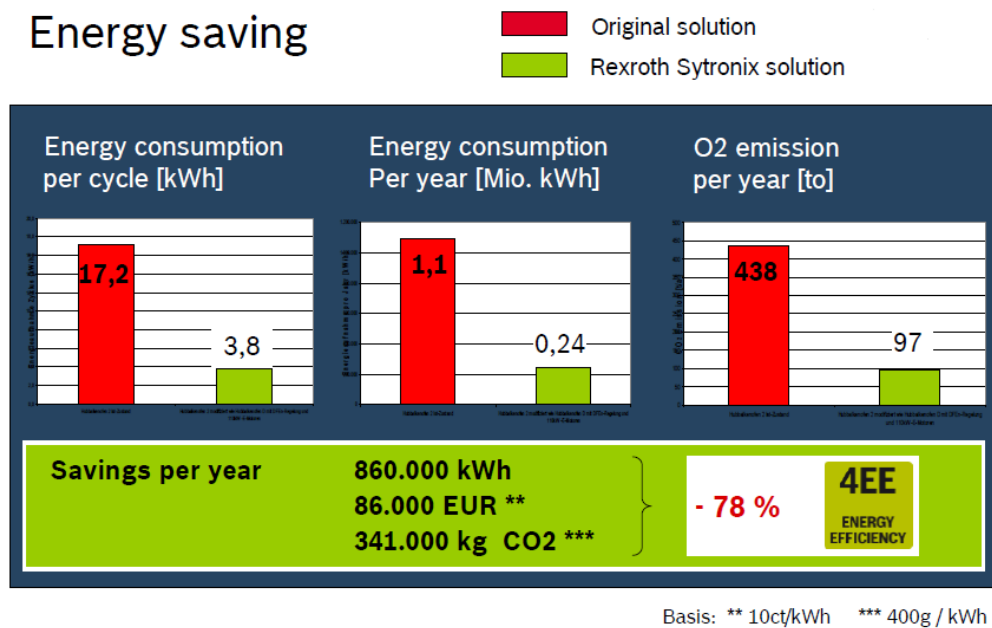 Energy saving
Original solution
Rexroth Sytronix solution
Energy consumption
per cycle [kWh]
17,2
3,8
Energy consumption
Per year [Mio. kWh]
1,1
0,24
O2 emission
per year [to]
438
97
Savings per year
860.000 kWh
86.000 EUR **
341.000 kg CO2 ***
- 78 %
4EE
ENERGY
EFFICIENCY
Basis: ** 10ct/kWh *** 400g / kWh